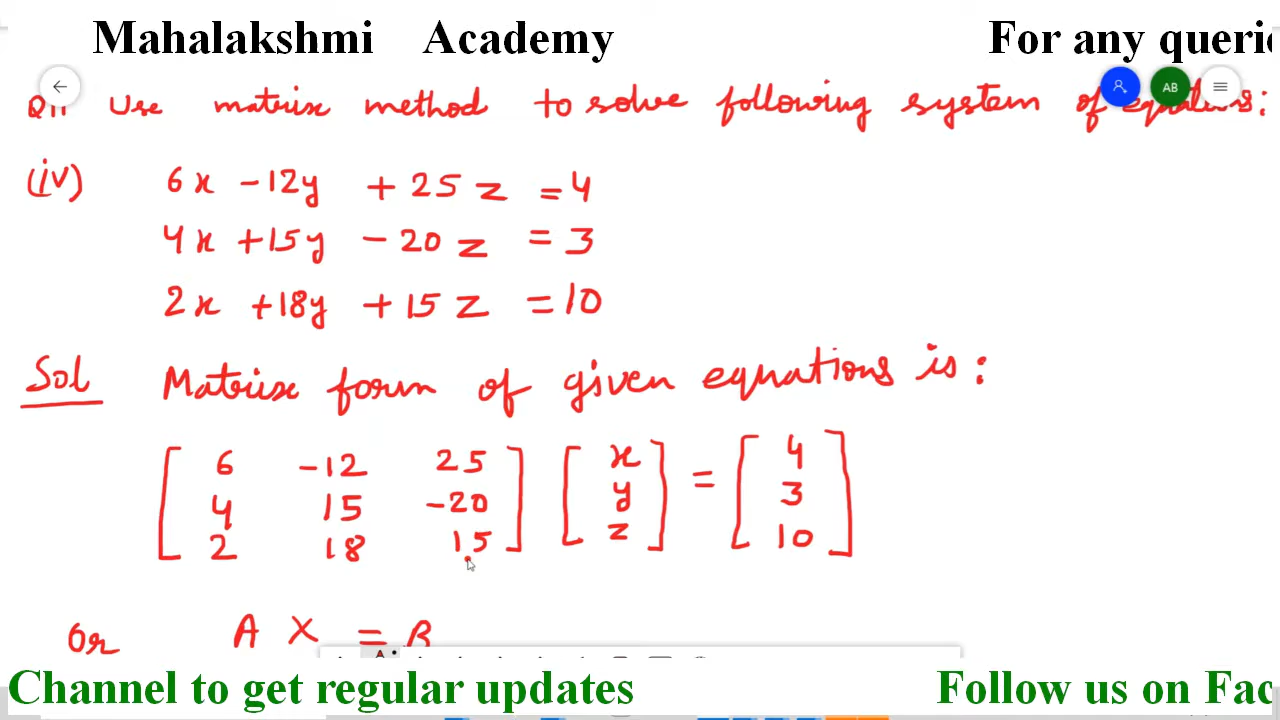 Mahalakshmi Academy For any queri
Q11 Use matrix method to solve following system of equations:
AB
(iv) 6x -12y + 25z = 4
4x +15y - 20z = 3
2x +18y + 15z = 10
Sol Matrix form of given equations is:
[ 6 -12 25 ] [ x ] = [ 4 ]
[ 4 15 -20 ] [ y ] [ 3 ]
[ 2 18 15 ] [ z ] [ 10 ]
Or A X = B
Channel to get regular updates Follow us on Fac